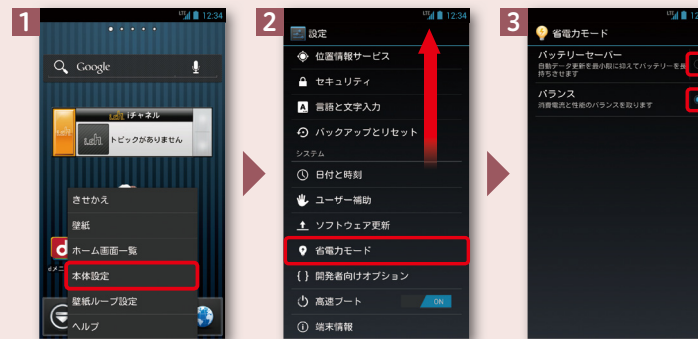 1
LTE 12:34
Google
iチャネル
トピックがありません
きせかえ
壁紙
ホーム画面一覧
本体設定
壁紙ループ設定
ヘルプ
dメニ
2
LTE 12:34
設定
位置情報サービス
セキュリティ
言語と文字入力
バックアップとリセット
システム
日付と時刻
ユーザー補助
ソフトウェア更新
省電力モード
{ } 開発者向けオプション
高速ブート ON
端末情報
3
LTE 12
省電力モード
バッテリーセーバー
自動データ更新を最小限に抑えてバッテリーを長
持ちさせます
バランス
消費電流と性能のバランスを取ります